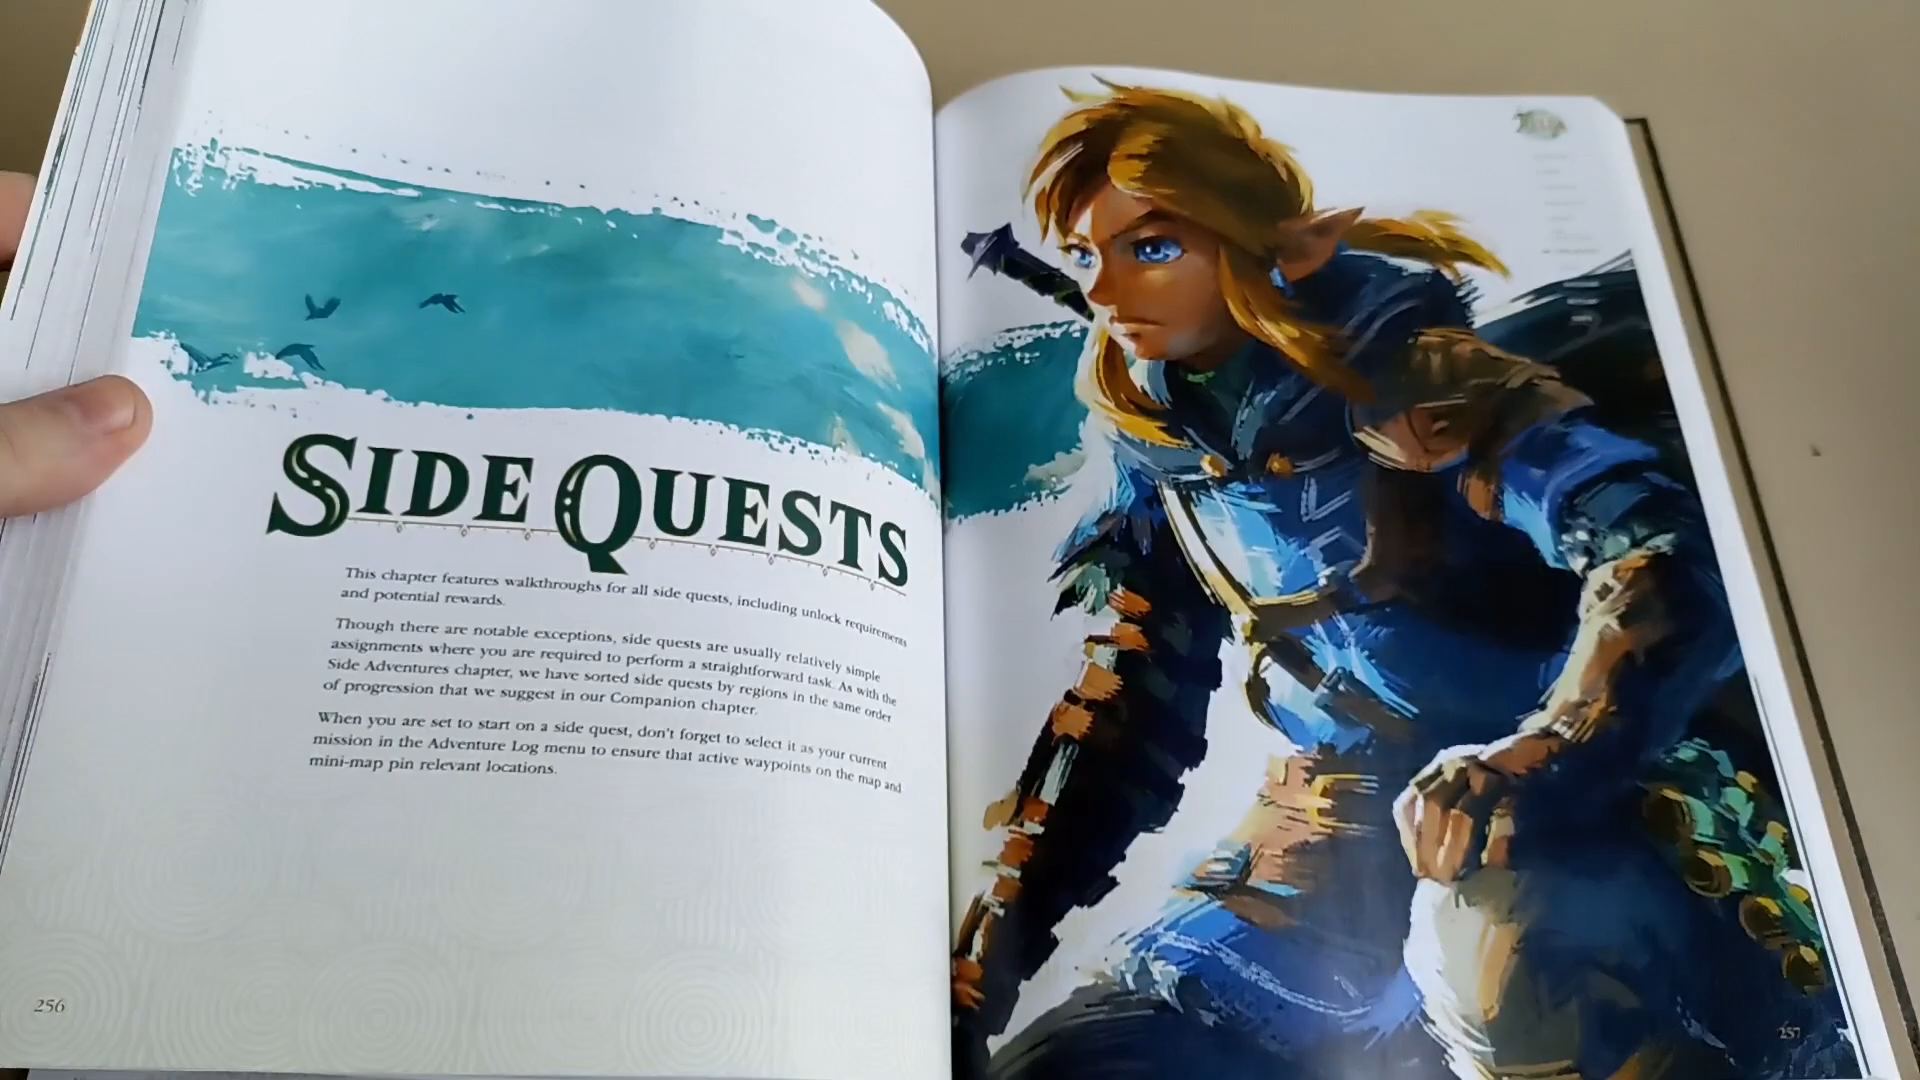 SIDE QUESTS
This chapter features walkthroughs for all side quests, including unlock requirements
and potential rewards.
Though there are notable exceptions, side quests are usually relatively simple
assignments where you are required to perform a straightforward task. As with the
Side Adventures chapter, we have sorted side quests by regions in the same order
of progression that we suggest in our Companion chapter.
When you are set to start on a side quest, don't forget to select it as your current
mission in the Adventure Log menu to ensure that active waypoints on the map and
mini-map pin relevant locations.
256
257